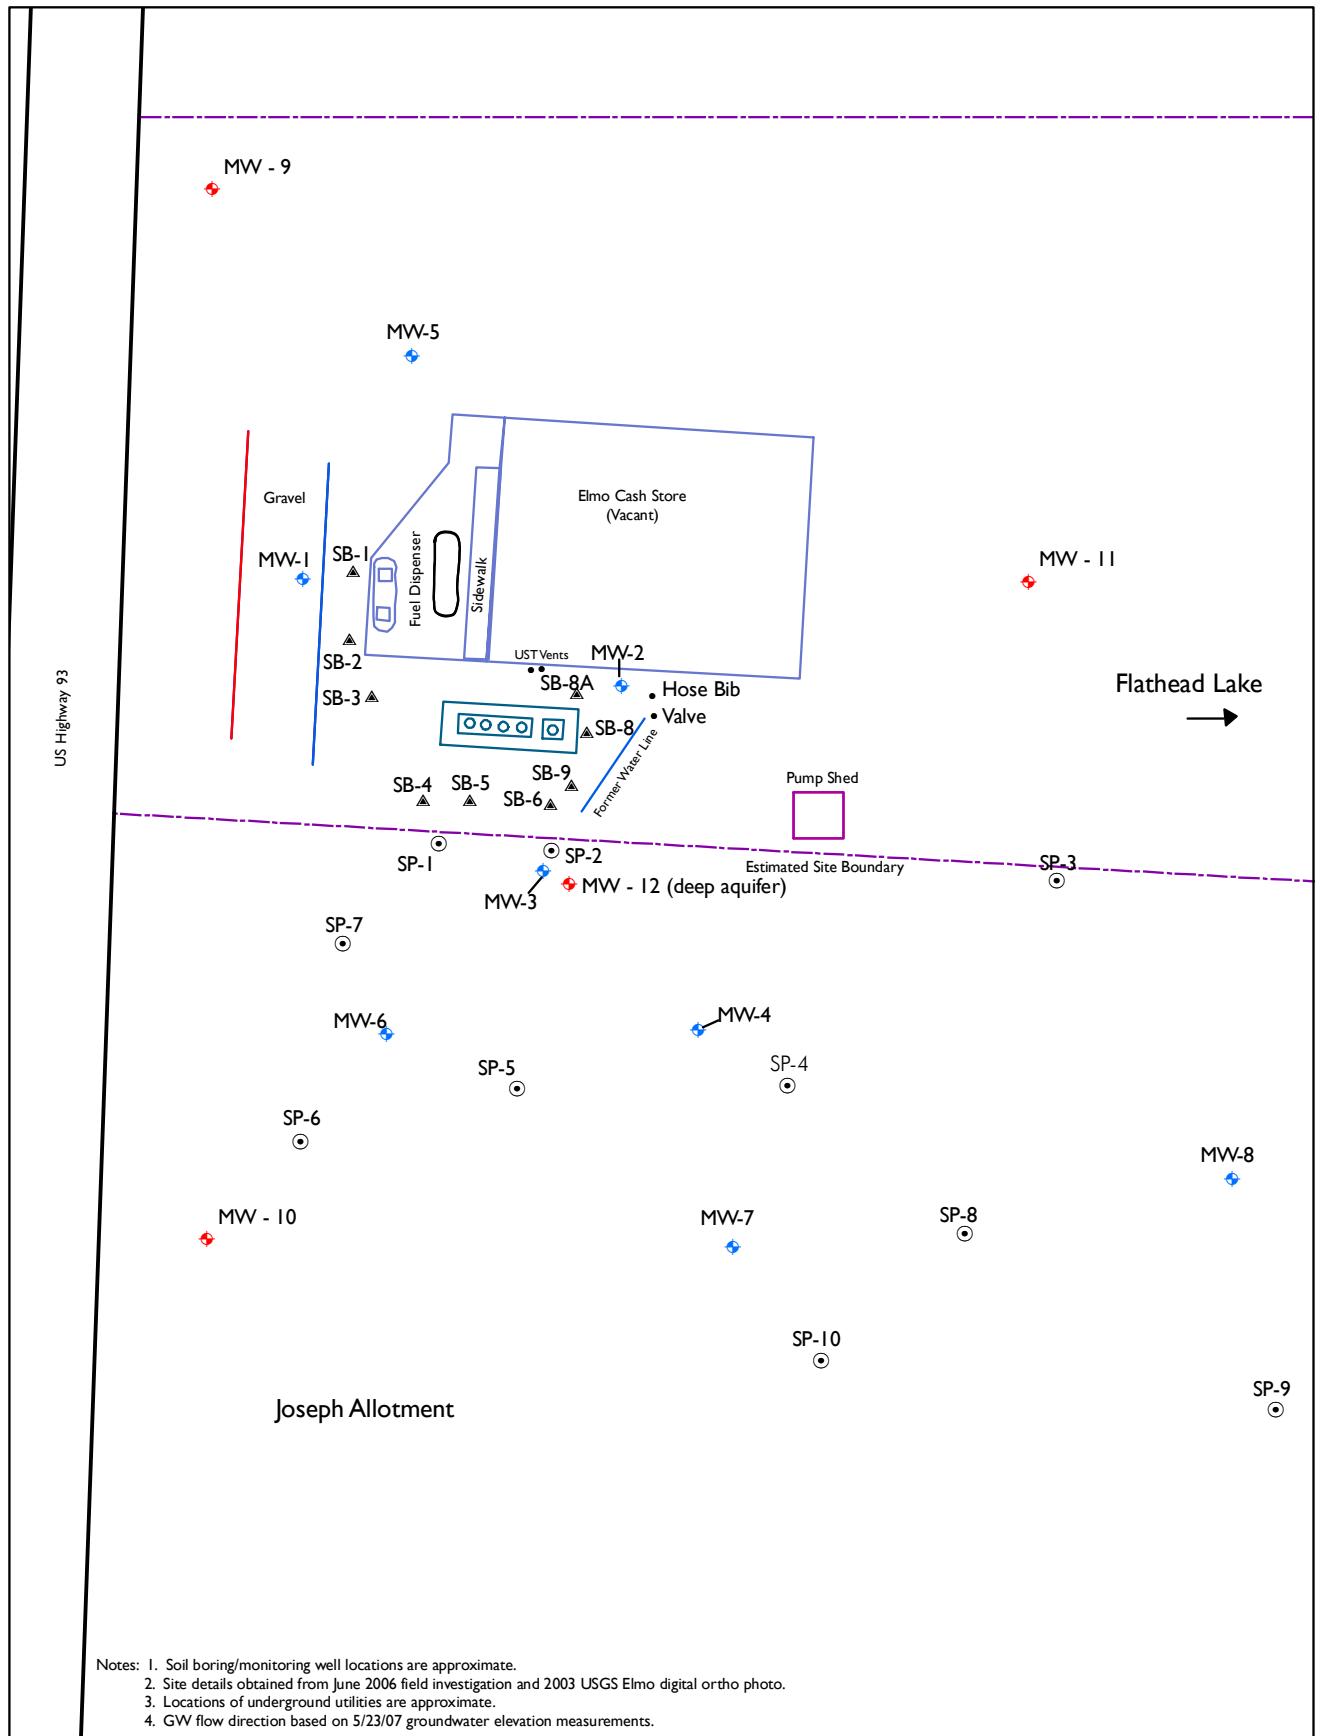 MW - 9
MW-5
Gravel
Elmo Cash Store
(Vacant)
MW-1
SB-1
Fuel Dispenser
Sidewalk
MW - 11
SB-2
UST Vents
MW-2
SB-8A
Hose Bib
Flathead Lake
SB-3
Valve
US Highway 93
SB-8
Former Water Line
SB-9
Pump Shed
SB-4
SB-5
SB-6
SP-1
SP-2
Estimated Site Boundary
SP-3
MW - 12 (deep aquifer)
MW-3
SP-7
MW-6
MW-4
SP-5
SP-4
SP-6
MW-8
MW - 10
MW-7
SP-8
SP-10
SP-9
Joseph Allotment
Notes: 1. Soil boring/monitoring well locations are approximate.
2. Site details obtained from June 2006 field investigation and 2003 USGS Elmo digital ortho photo.
3. Locations of underground utilities are approximate.
4. GW flow direction based on 5/23/07 groundwater elevation measurements.